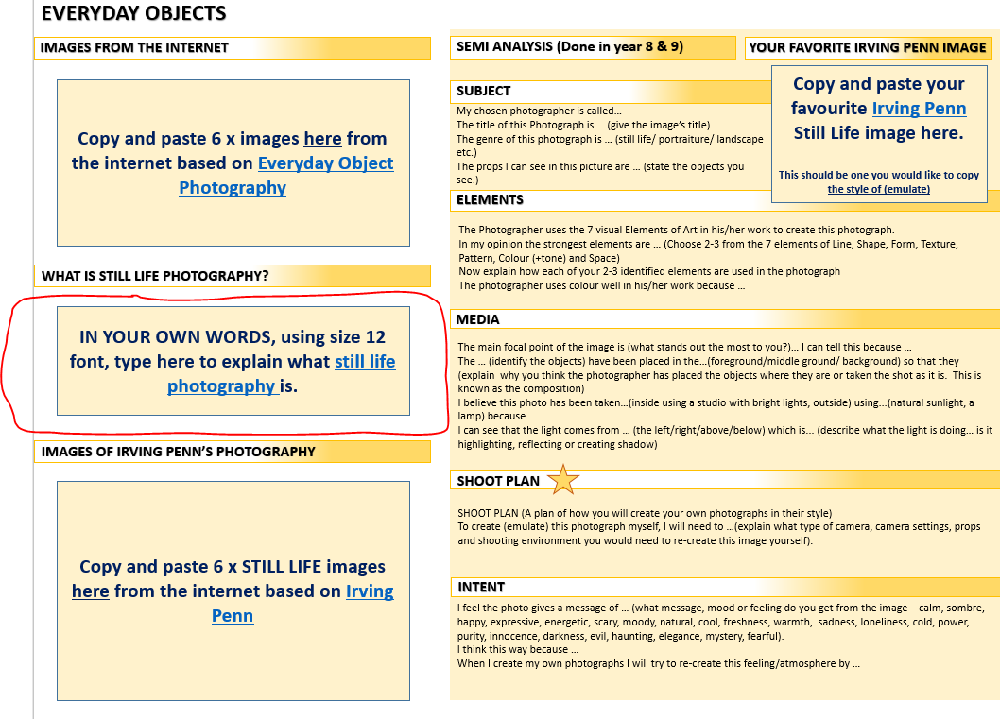 EVERYDAY OBJECTS
IMAGES FROM THE INTERNET
Copy and paste 6 x images here from
the internet based on Everyday Object
Photography
WHAT IS STILL LIFE PHOTOGRAPHY?
IN YOUR OWN WORDS, using size 12
font, type here to explain what still life
photography is.
IMAGES OF IRVING PENN'S PHOTOGRAPHY
Copy and paste 6 x STILL LIFE images
here from the internet based on Irving
Penn
SEMI ANALYSIS (Done in year 8 & 9)
YOUR FAVORITE IRVING PENN IMAGE
Copy and paste your
favourite Irving Penn
Still Life image here.
This should be one you would like to copy
the style of (emulate)
SUBJECT
My chosen photographer is called…
The title of this Photograph is … (give the image's title)
The genre of this photograph is … (still life/ portraiture/ landscape
etc.)
The props I can see in this picture are … (state the objects you
see.)
ELEMENTS
The Photographer uses the 7 visual Elements of Art in his/her work to create this photograph.
In my opinion the strongest elements are … (Choose 2-3 from the 7 elements of Line, Shape, Form, Texture,
Pattern, Colour (+tone) and Space)
Now explain how each of your 2-3 identified elements are used in the photograph
The photographer uses colour well in his/her work because …
MEDIA
The main focal point of the image is (what stands out the most to you?)… I can tell this because …
The … (identify the objects) have been placed in the…(foreground/middle ground/ background) so that they
(explain  why you think the photographer has placed the objects where they are or taken the shot as it is.  This is
known as the composition)
I believe this photo has been taken…(inside using a studio with bright lights, outside) using…(natural sunlight, a
lamp) because …
I can see that the light comes from … (the left/right/above/below) which is… (describe what the light is doing… is it
highlighting, reflecting or creating shadow)
SHOOT PLAN
SHOOT PLAN (A plan of how you will create your own photographs in their style)
To create (emulate) this photograph myself, I will need to …(explain what type of camera, camera settings, props
and shooting environment you would need to re-create this image yourself).
INTENT
I feel the photo gives a message of … (what message, mood or feeling do you get from the image – calm, sombre,
happy, expressive, energetic, scary, moody, natural, cool, freshness, warmth,  sadness, loneliness, cold, power,
purity, innocence, darkness, evil, haunting, elegance, mystery, fearful).
I think this way because …
When I create my own photographs I will try to re-create this feeling/atmosphere by …